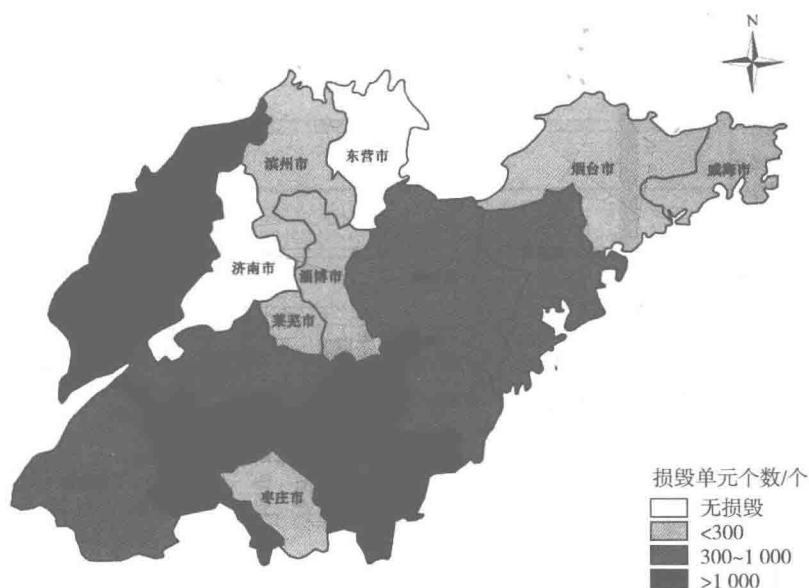 N
滨州市
东营市
烟台市
威海市
济南市
淄博市
莱芜市
枣庄市
损毁单元个数/个
无损毁
<300
300~1 000
>1 000